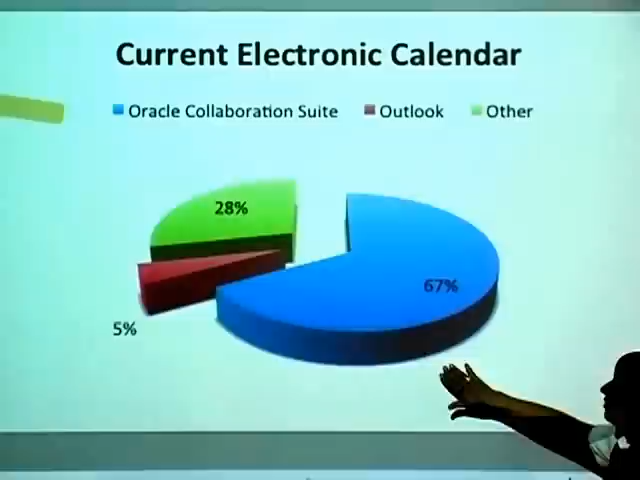 Current Electronic Calendar
Oracle Collaboration Suite Outlook Other
28%
67%
5%